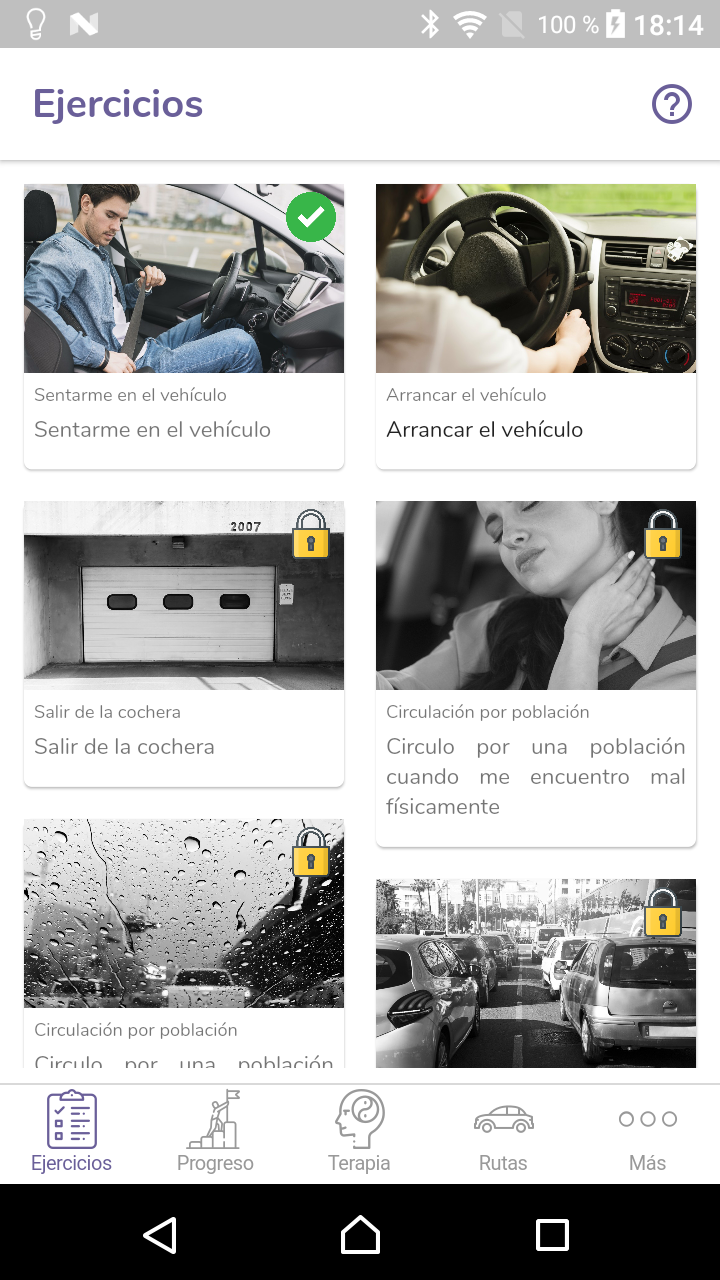 100 % 18:14
Ejercicios
Sentarme en el vehículo
Sentarme en el vehículo
Arrancar el vehículo
Arrancar el vehículo
2007
Salir de la cochera
Salir de la cochera
Circulación por población
Circulo por una población
cuando me encuentro mal
físicamente
Circulación por población
Circulo por una población
Ejercicios
Progreso
Terapia
Rutas
Más